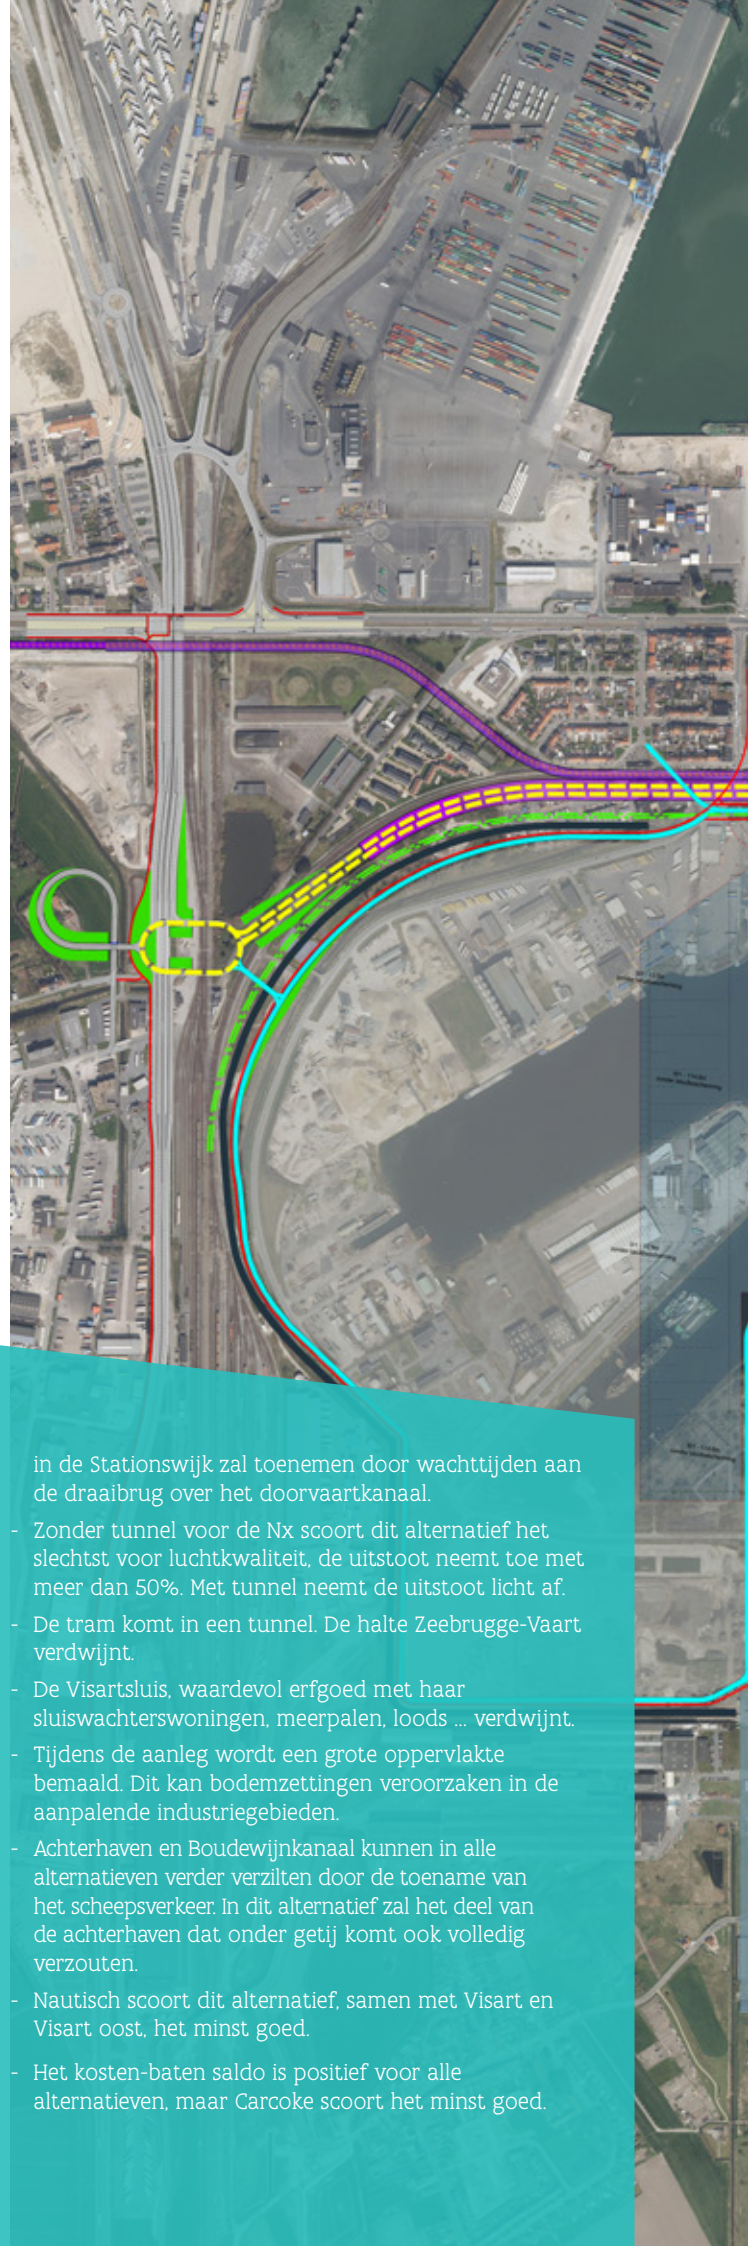 in de Stationswijk zal toenemen door wachttijden aan
de draaibrug over het doorvaartkanaal.
- Zonder tunnel voor de Nx scoort dit alternatief het
slechtst voor luchtkwaliteit, de uitstoot neemt toe met
meer dan 50%. Met tunnel neemt de uitstoot licht af.
- De tram komt in een tunnel. De halte Zeebrugge-Vaart
verdwijnt.
- De Visartsluis, waardevol erfgoed met haar
sluiswachterswoningen, meerpalen, loods ... verdwijnt.
- Tijdens de aanleg wordt een grote oppervlakte
bemaald. Dit kan bodemzettingen veroorzaken in de
aanpalende industriegebieden.
- Achterhaven en Boudewijnkanaal kunnen in alle
alternatieven verder verzilten door de toename van
het scheepsverkeer. In dit alternatief zal het deel van
de achterhaven dat onder getij komt ook volledig
verzouten.
- Nautisch scoort dit alternatief, samen met Visart en
Visart oost, het minst goed.
- Het kosten-baten saldo is positief voor alle
alternatieven, maar Carcoke scoort het minst goed.